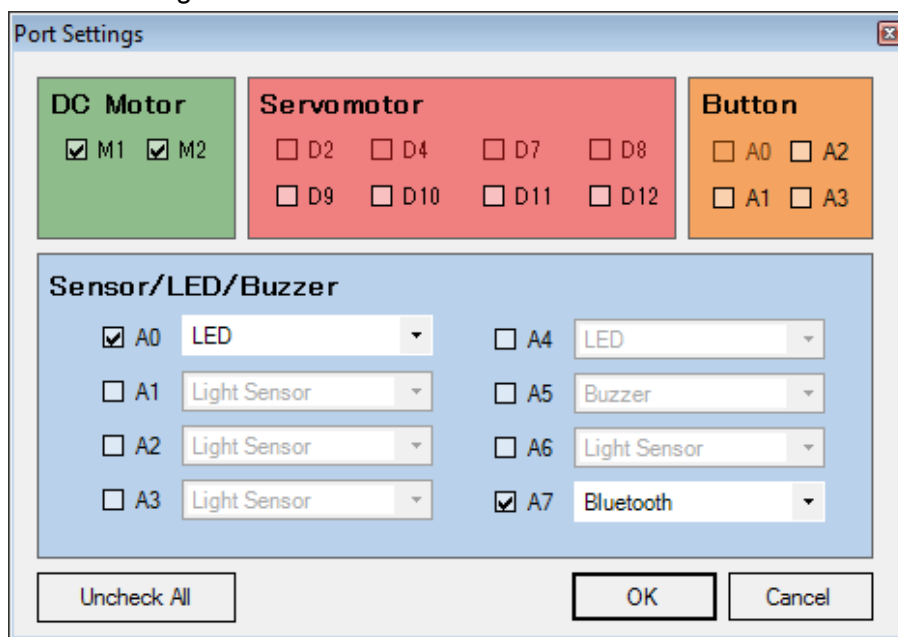 Port Settings
DC Motor
M1 M2
Servomotor
D2 D4 D7 D8
D9 D10 D11 D12
Button
A0 A2
A1 A3
Sensor/LED/Buzzer
A0 LED
A1 Light Sensor
A2 Light Sensor
A3 Light Sensor
A4 LED
A5 Buzzer
A6 Light Sensor
A7 Bluetooth
Uncheck All
OK
Cancel